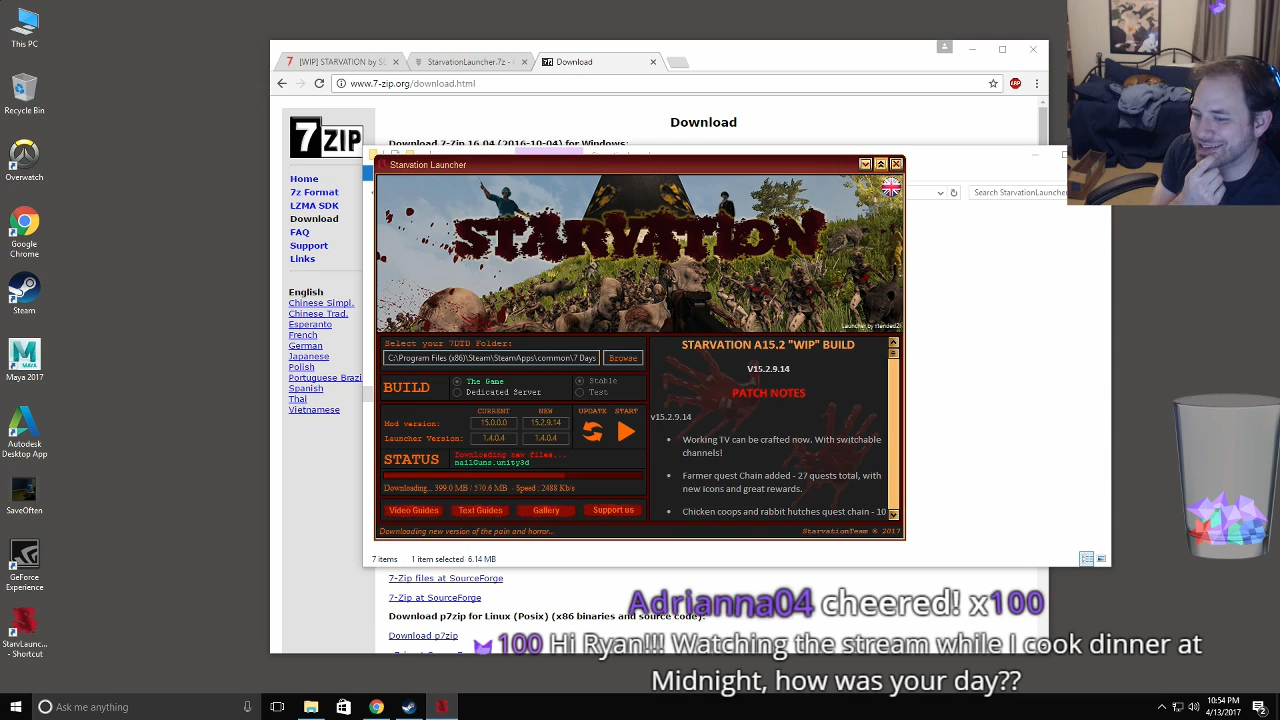 This PC
Recycle Bin
Overwatch
Google
Chrome
Steam
MAYA
Maya 2017
Autodesk
Desktop App
SaveOften
GeForce
Experience
StavLaunc...
- Shortcut
[WIP] STARVATION by
StarvationLauncher.7z -
7z Download
www.7-zip.org/download.html
ABP
7ZIP
Home
7z Format
LZMA SDK
Download
FAQ
Support
Links
English
Chinese Simpl.
Chinese Trad.
Esperanto
French
German
Japanese
Polish
Portuguese Brazi
Spanish
Thai
Vietnamese
Download
Download 7-Zip 16.04 (2016-10-04) for Windows:
Search StarvationLauncher
Starvation Launcher
STARVATION
Select your 7DTD Folder:
C:\Program Files (x86)\Steam\SteamApps\common\7 Days
Browse
BUILD
The Game
Dedicated Server
Stable
Test
CURRENT NEW UPDATE START
Mod version: 15.0.0.0 15.2.9.14
Launcher Version: 1.4.0.4 1.4.0.4
STATUS
Downloading new files...
nailGuns.unity3d
Downloading... 399.0 MB / 570.6 MB - Speed : 2488 Kb/s
Video Guides
Text Guides
Gallery
Support us
Downloading new version of the pain and horror...
StarvationTeam © 2017
STARVATION A15.2 "WIP" BUILD
V15.2.9.14
PATCH NOTES
v15.2.9.14
• Working TV can be crafted now. With switchable
channels!
• Farmer quest Chain added - 27 quests total, with
new icons and great rewards.
• Chicken coops and rabbit hutches quest chain - 10
7 items 1 item selected 6.14 MB
7-Zip files at SourceForge
7-Zip at SourceForge
Download p7zip for Linux (Posix) (x86 binaries and source code):
Download p7zip
Adrianna04 cheered! x100
100 Hi Ryan!!! Watching the stream while I cook dinner at
Midnight, how was your day??
Ask me anything
10:54 PM
4/13/2017
2